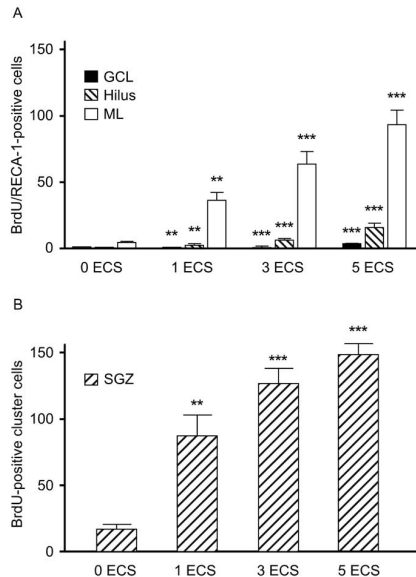 A
BrdU/RECA-1-positive cells
150
100
50
0
GCL
Hilus
ML
** ** **
*** *** ***
*** *** ***
0 ECS 1 ECS 3 ECS 5 ECS
B
BrdU-positive cluster cells
150
100
50
0
SGZ
**
***
***
0 ECS 1 ECS 3 ECS 5 ECS